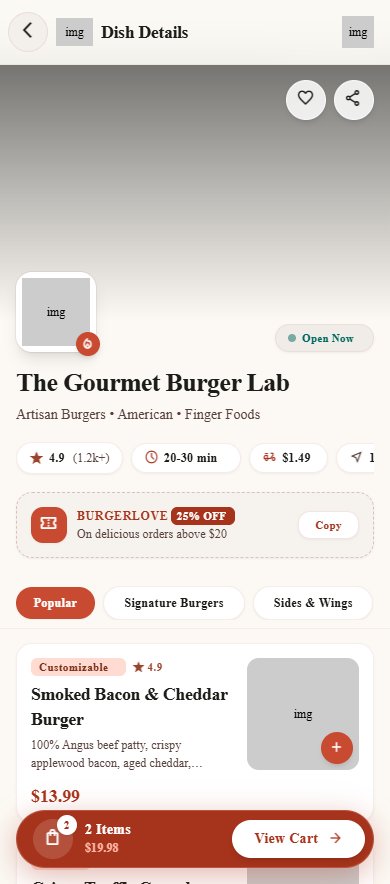 img Dish Details img
img
Open Now
The Gourmet Burger Lab
Artisan Burgers • American • Finger Foods
4.9 (1.2k+) 20-30 min $1.49
BURGERLOVE 25% OFF
On delicious orders above $20
Copy
Popular Signature Burgers Sides & Wings
Customizable 4.9
Smoked Bacon & Cheddar
Burger
100% Angus beef patty, crispy
applewood bacon, aged cheddar,...
img
$13.99
2
2 Items
$19.98
View Cart